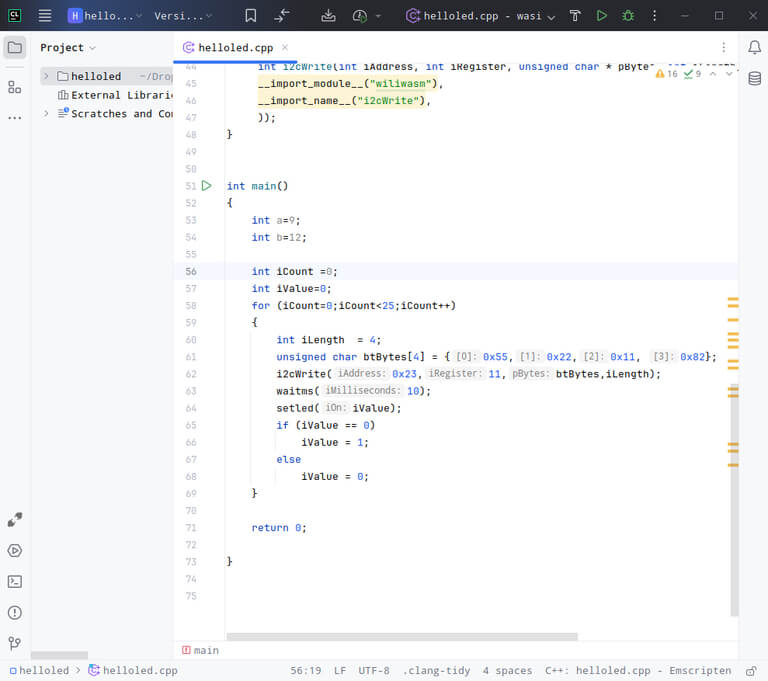 CL H hello... Versi... helloled.cpp - wasi
Project
helloled.cpp ×
helloled ~/Drop
External Librari
Scratches and Co
44 int i2cWrite(int iAddress, int iRegister, unsigned char * pByte
16 9
45 __import_module__("wiliwasm"),
46 __import_name__("i2cWrite"),
47 ));
48 }
49
50
51 int main()
52 {
53 int a=9;
54 int b=12;
55
56 int iCount =0;
57 int iValue=0;
58 for (iCount=0;iCount<25;iCount++)
59 {
60 int iLength  = 4;
61 unsigned char btBytes[4] = { [0]: 0x55, [1]: 0x22, [2]: 0x11, [3]: 0x82};
62 i2cWrite( iAddress: 0x23, iRegister: 11, pBytes: btBytes,iLength);
63 waitms( iMilliseconds: 10);
64 setled( iOn: iValue);
65 if (iValue == 0)
66 iValue = 1;
67 else
68 iValue = 0;
69 }
70
71 return 0;
72
73 }
74
75
f main
helloled > helloled.cpp 56:19 LF UTF-8 .clang-tidy 4 spaces C++: helloled.cpp - Emscripten